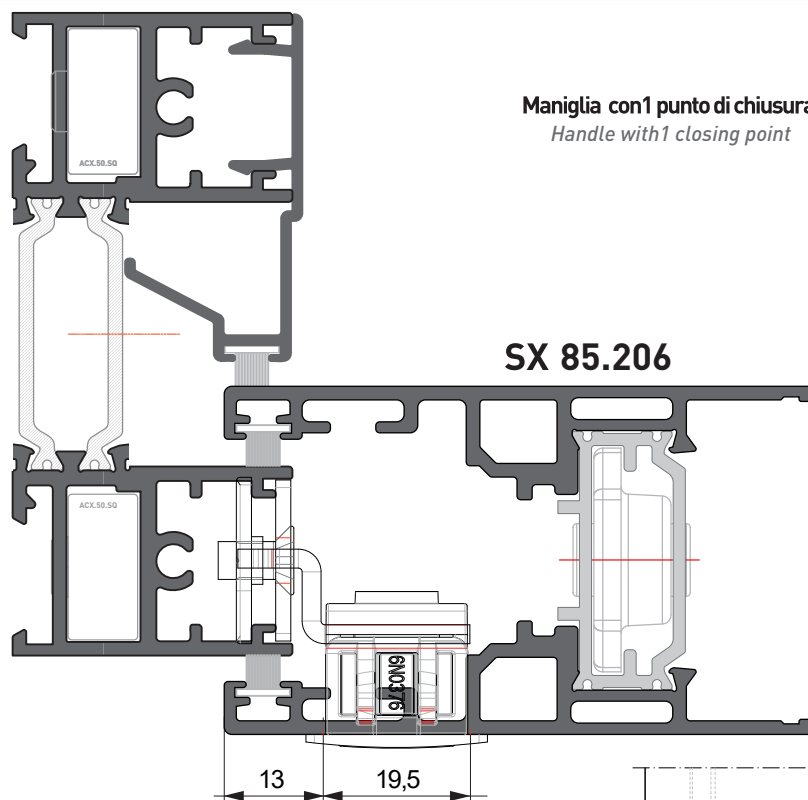 ACX.50.SQ
Maniglia con1 punto di chiusura
Handle with1 closing point
SX 85.206
ACX.50.SQ
6N0376
13
19,5